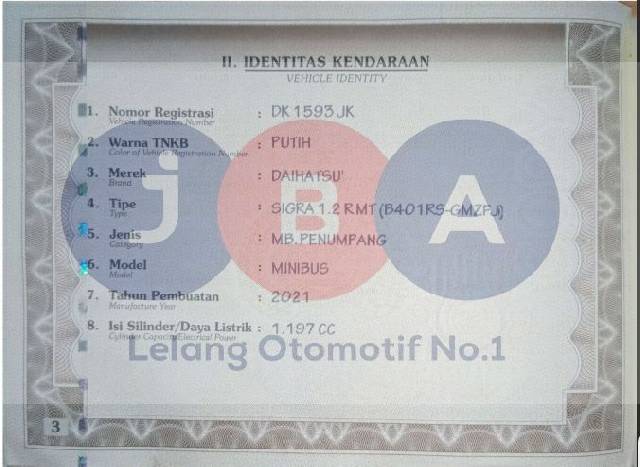 II. IDENTITAS KENDARAAN
VEHICLE IDENTITY
1. Nomor Registrasi : DK 1593 JK
Vehicle Registration Number
2. Warna TNKB : PUTIH
Color of Vehicle Registration Number
3. Merek : DAIHATSU
Brand
4. Tipe : SIGRA 1.2 R MT (B401RS-GMZFJ)
Type
5. Jenis : MB. PENUMPANG
Category
6. Model : MINIBUS
Model
7. Tahun Pembuatan : 2021
Manufacture Year
8. Isi Silinder/Daya Listrik : 1.197 CC
Cylinder Capacity/Electrical Power
JBA
Lelang Otomotif No.1
3